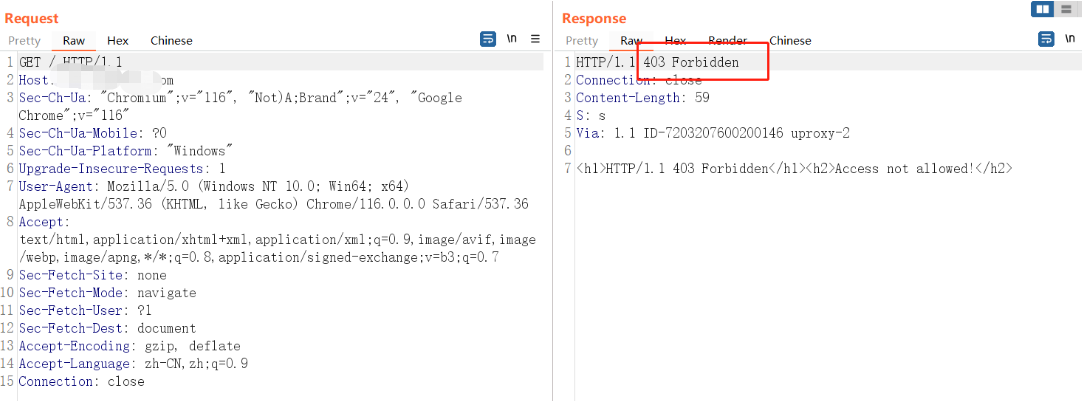 Request
Pretty Raw Hex Chinese \n
1 GET / HTTP/1.1
2 Host: om
3 Sec-Ch-Ua: "Chromium";v="116", "Not)A;Brand";v="24", "Google
Chrome";v="116"
4 Sec-Ch-Ua-Mobile: ?0
5 Sec-Ch-Ua-Platform: "Windows"
6 Upgrade-Insecure-Requests: 1
7 User-Agent: Mozilla/5.0 (Windows NT 10.0; Win64; x64)
AppleWebKit/537.36 (KHTML, like Gecko) Chrome/116.0.0.0 Safari/537.36
8 Accept:
text/html,application/xhtml+xml,application/xml;q=0.9,image/avif,image
/webp,image/apng,*/*;q=0.8,application/signed-exchange;v=b3;q=0.7
9 Sec-Fetch-Site: none
10 Sec-Fetch-Mode: navigate
11 Sec-Fetch-User: ?1
12 Sec-Fetch-Dest: document
13 Accept-Encoding: gzip, deflate
14 Accept-Language: zh-CN,zh;q=0.9
15 Connection: close
Response
Pretty Raw Hex Render Chinese \n
1 HTTP/1.1 403 Forbidden
2 Connection: close
3 Content-Length: 59
4 S: s
5 Via: 1.1 ID-7203207600200146 uproxy-2
6
7 <h1>HTTP/1.1 403 Forbidden</h1><h2>Access not allowed!</h2>